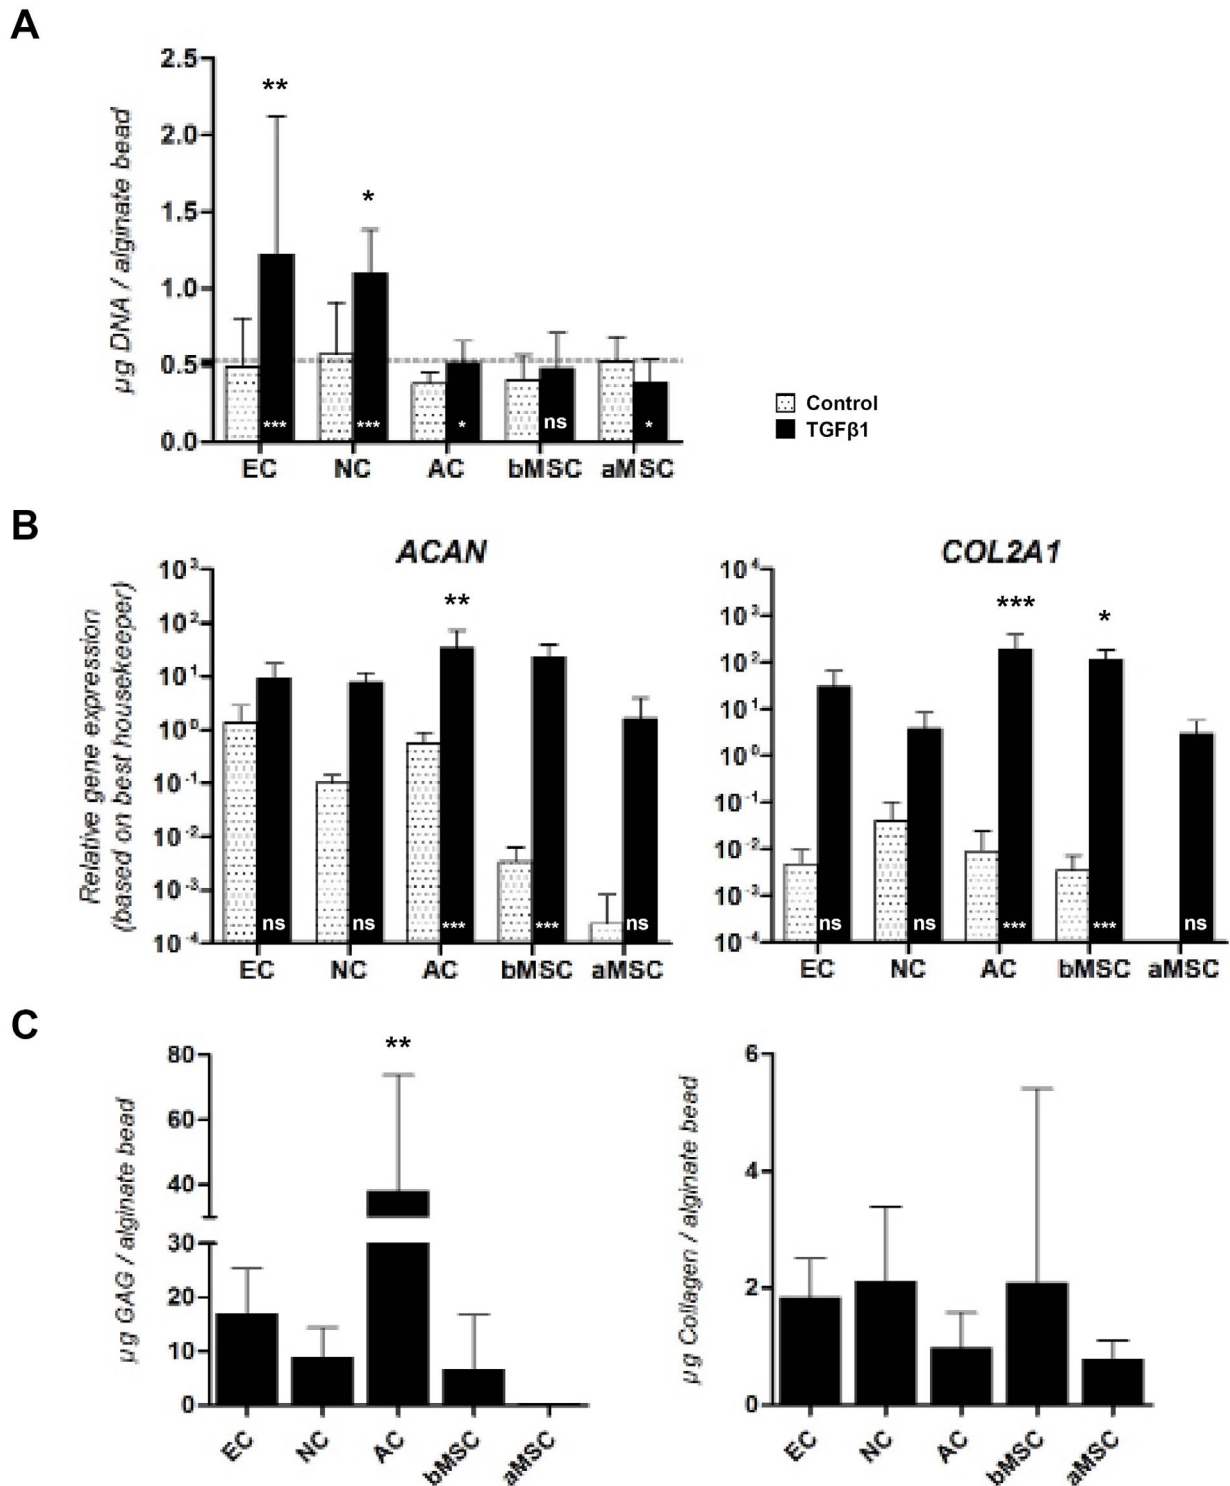 A
µg DNA / alginate bead
2.5
2.0
1.5
1.0
0.5
0.0
**
*
*** *** * ns *
EC NC AC bMSC aMSC
Control
TGFβ1
B
Relative gene expression
(based on best housekeeper)
ACAN
10³
10²
10¹
10⁰
10⁻¹
10⁻²
10⁻³
10⁻⁴
**
ns ns *** *** ns
EC NC AC bMSC aMSC
COL2A1
10⁴
10³
10²
10¹
10⁰
10⁻¹
10⁻²
10⁻³
10⁻⁴
***
*
ns ns *** *** ns
EC NC AC bMSC aMSC
C
µg GAG / alginate bead
80
60
40
30
20
10
0
**
EC NC AC bMSC aMSC
µg Collagen / alginate bead
6
4
2
0
EC NC AC bMSC aMSC